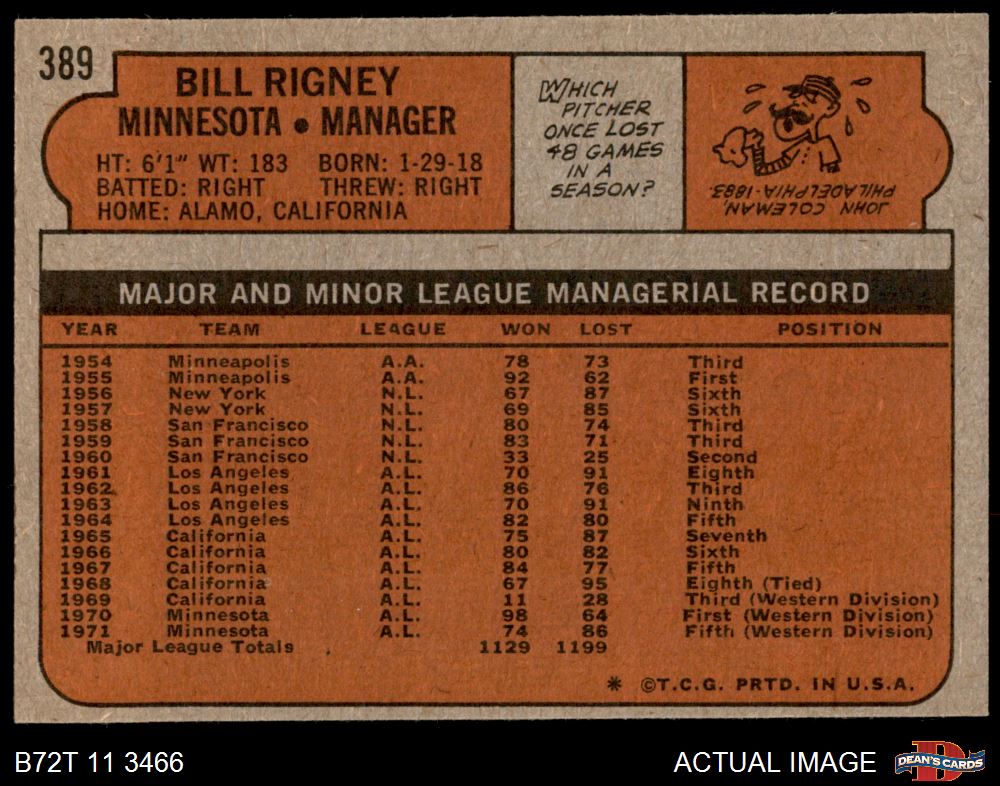 389
BILL RIGNEY
MINNESOTA • MANAGER
HT: 6'1" WT: 183 BORN: 1-29-18
BATTED: RIGHT THREW: RIGHT
HOME: ALAMO, CALIFORNIA
WHICH
PITCHER
ONCE LOST
48 GAMES
IN A
SEASON?
JOHN COLEMAN,
PHILADELPHIA-1883.
MAJOR AND MINOR LEAGUE MANAGERIAL RECORD
YEAR TEAM LEAGUE WON LOST POSITION
1954 Minneapolis A.A. 78 73 Third
1955 Minneapolis A.A. 92 62 First
1956 New York N.L. 67 87 Sixth
1957 New York N.L. 69 85 Sixth
1958 San Francisco N.L. 80 74 Third
1959 San Francisco N.L. 83 71 Third
1960 San Francisco N.L. 33 25 Second
1961 Los Angeles A.L. 70 91 Eighth
1962 Los Angeles A.L. 86 76 Third
1963 Los Angeles A.L. 70 91 Ninth
1964 Los Angeles A.L. 82 80 Fifth
1965 California A.L. 75 87 Seventh
1966 California A.L. 80 82 Sixth
1967 California A.L. 84 77 Fifth
1968 California A.L. 67 95 Eighth (Tied)
1969 California A.L. 11 28 Third (Western Division)
1970 Minnesota A.L. 98 64 First (Western Division)
1971 Minnesota A.L. 74 86 Fifth (Western Division)
Major League Totals 1129 1199
* ©T.C.G. PRTD. IN U.S.A.
B72T 11 3466
ACTUAL IMAGE
D
DEAN'S CARDS